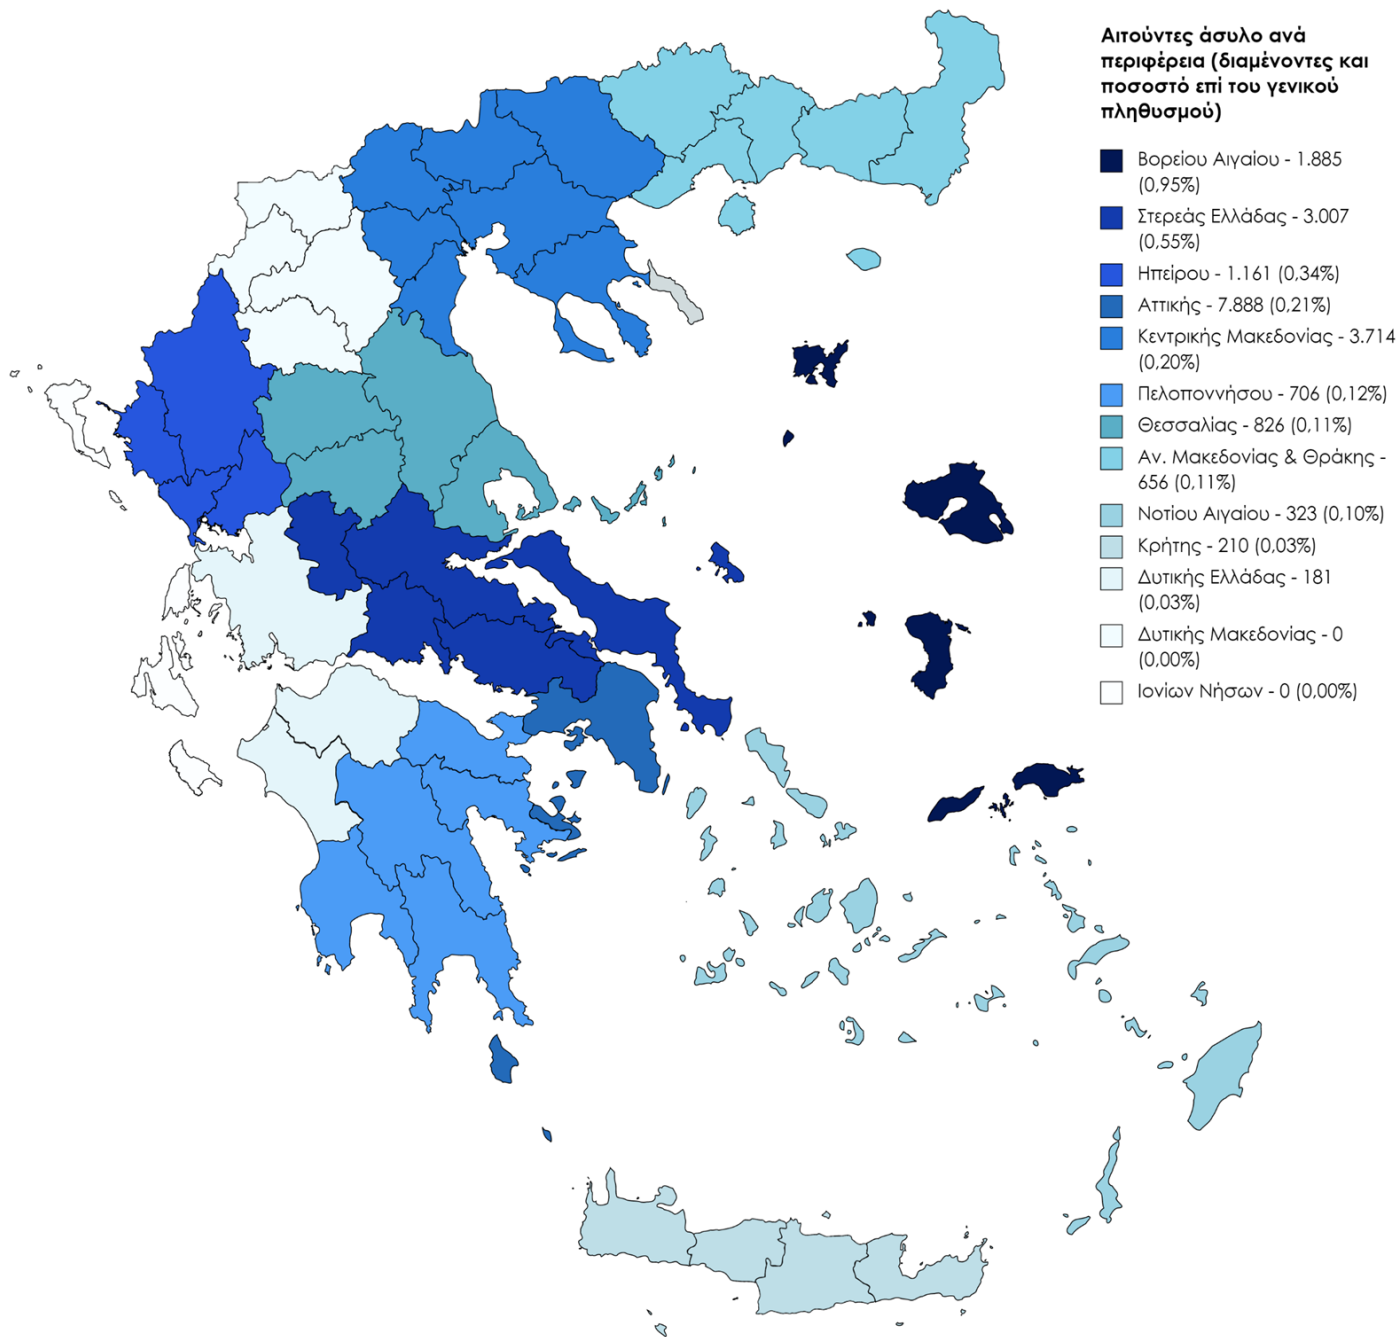 Αιτούντες άσυλο ανά
περιφέρεια (διαμένοντες και
ποσοστό επί του γενικού
πληθυσμού)
Βορείου Αιγαίου - 1.885
(0,95%)
Στερεάς Ελλάδας - 3.007
(0.55%)
Ηπείρου - 1.161 (0,34%)
Αττικής - 7.888 (0,21%)
Κεντρικής Μακεδονίας - 3.714
(0,20%)
Πελοποννήσου - 706 (0,12%)
Θεσσαλίας - 826 (0,11%)
Αν. Μακεδονίας & Θράκης -
656 (0,11%)
Νοτίου Αιγαίου - 323 (0,10%)
Κρήτης - 210 (0,03%)
Δυτικής Ελλάδας - 181
(0.03%)
Δυτικής Μακεδονίας - 0
(0.00%)
Ιονίων Νήσων - 0 (0,00%)